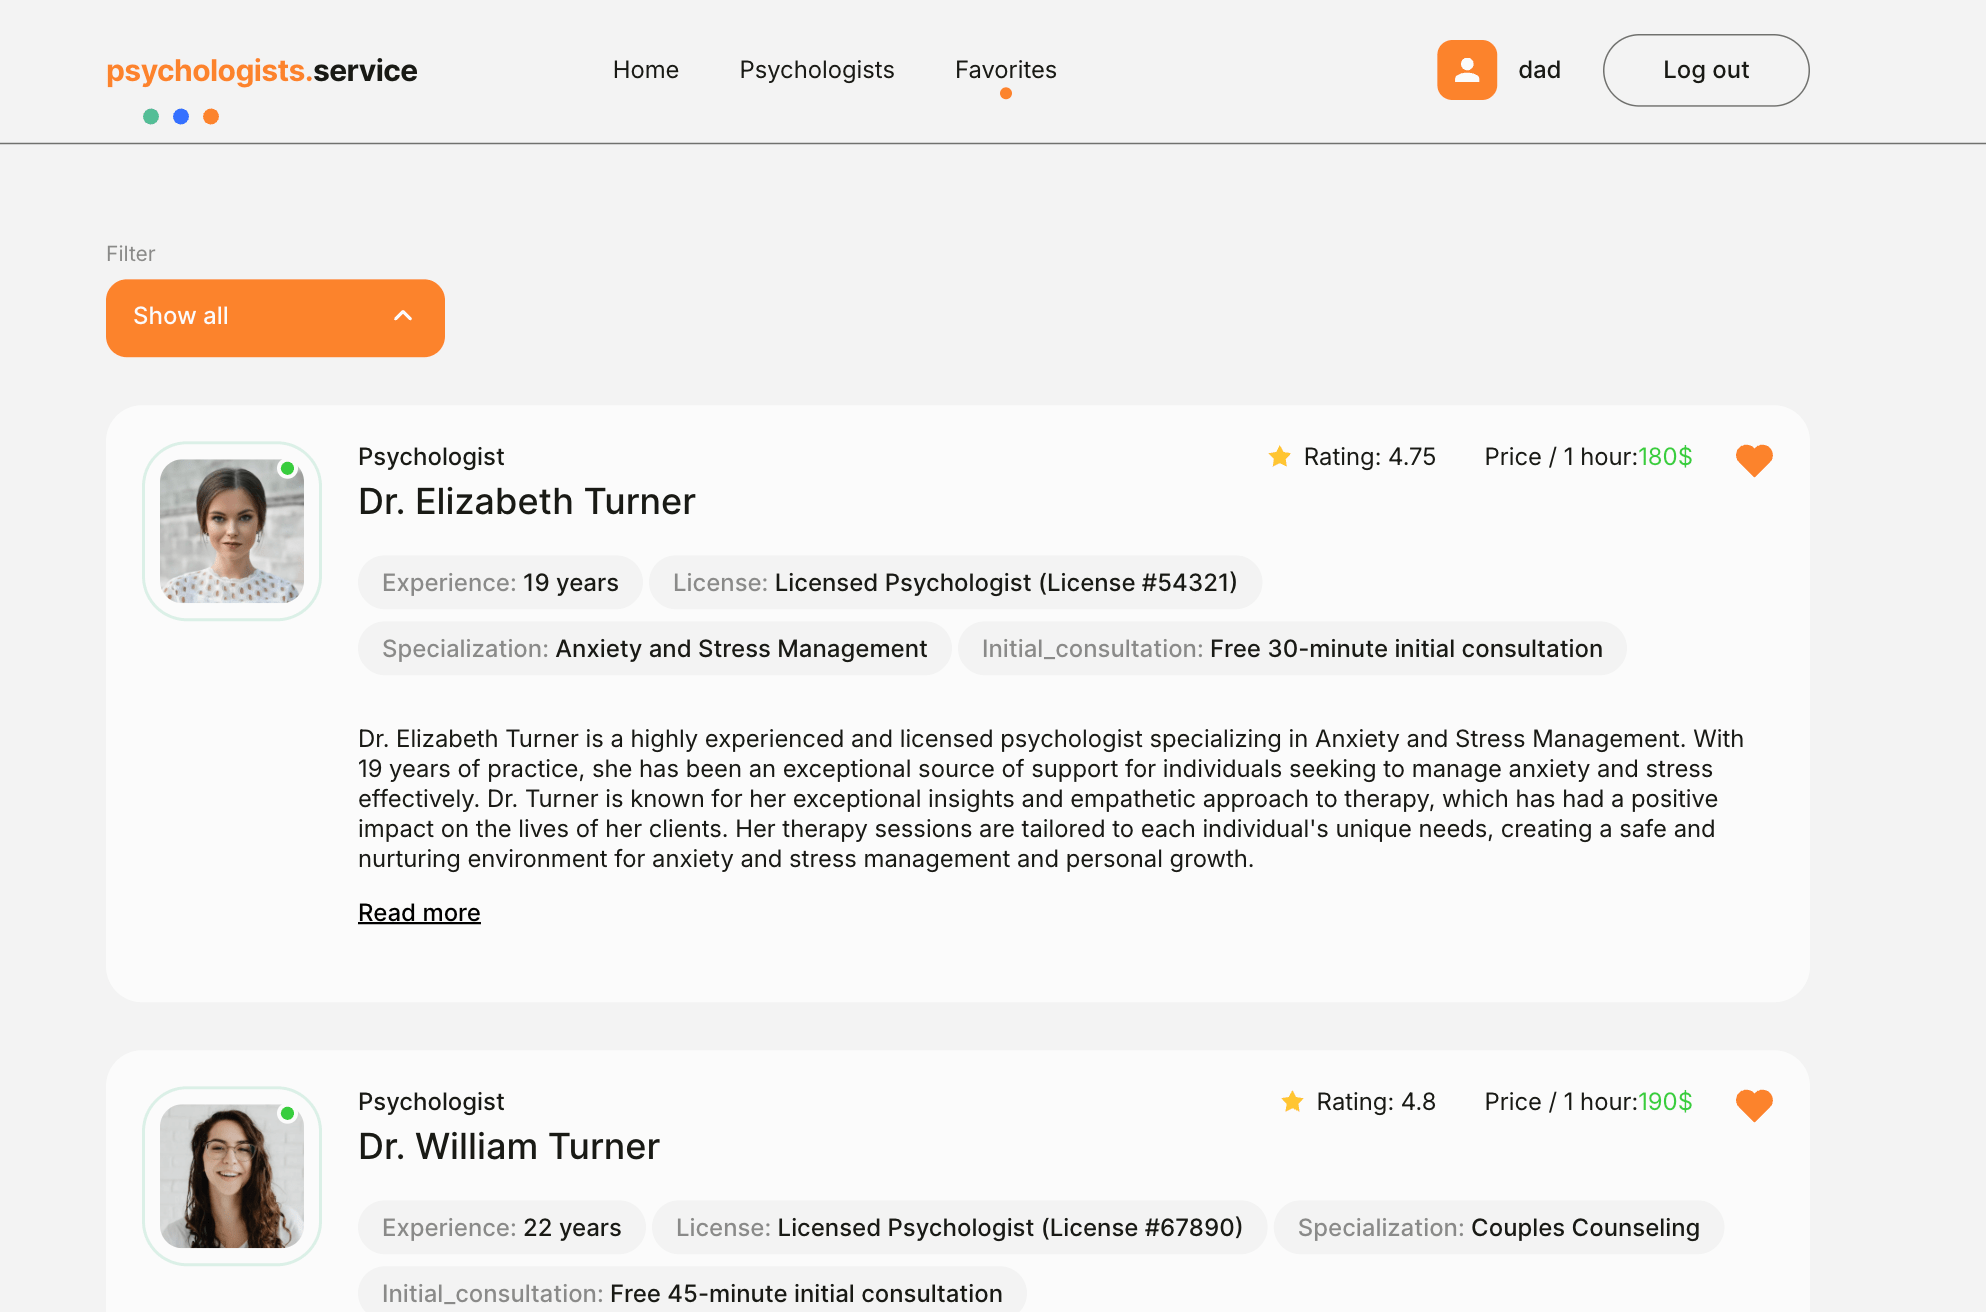 psychologists.service
Home
Psychologists
Favorites
dad
Log out
Filter
Show all
Psychologist
Rating: 4.75
Price / 1 hour:180$
Dr. Elizabeth Turner
Experience: 19 years
License: Licensed Psychologist (License #54321)
Specialization: Anxiety and Stress Management
Initial_consultation: Free 30-minute initial consultation
Dr. Elizabeth Turner is a highly experienced and licensed psychologist specializing in Anxiety and Stress Management. With
19 years of practice, she has been an exceptional source of support for individuals seeking to manage anxiety and stress
effectively. Dr. Turner is known for her exceptional insights and empathetic approach to therapy, which has had a positive
impact on the lives of her clients. Her therapy sessions are tailored to each individual's unique needs, creating a safe and
nurturing environment for anxiety and stress management and personal growth.
Read more
Psychologist
Rating: 4.8
Price / 1 hour:190$
Dr. William Turner
Experience: 22 years
License: Licensed Psychologist (License #67890)
Specialization: Couples Counseling
Initial_consultation: Free 45-minute initial consultation